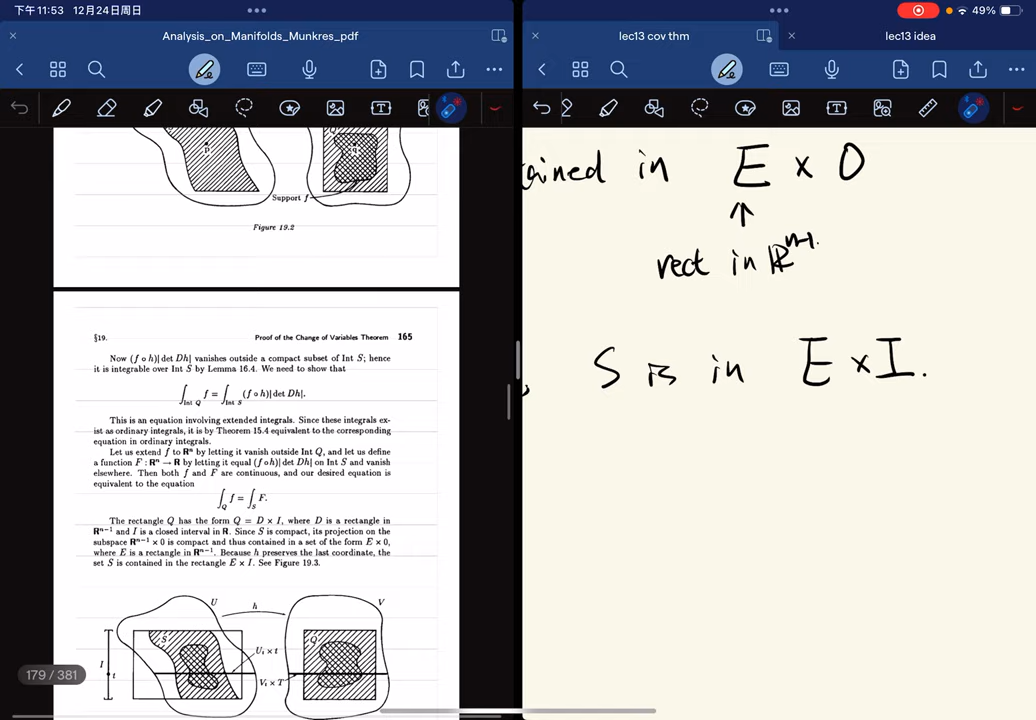 下午11:53 12月24日周日
49%
Analysis_on_Manifolds_Munkres_pdf
lec13 cov thm
lec13 idea
p
Q
q
Support f
Figure 19.2
§19. Proof of the Change of Variables Theorem 165
Now (f ∘ h)| det Dh| vanishes outside a compact subset of Int S; hence
it is integrable over Int S by Lemma 16.4. We need to show that
∫_{Int Q} f = ∫_{Int S} (f ∘ h)| det Dh|.
This is an equation involving extended integrals. Since these integrals ex-
ist as ordinary integrals, it is by Theorem 15.4 equivalent to the corresponding
equation in ordinary integrals.
Let us extend f to Rⁿ by letting it vanish outside Int Q, and let us define
a function F : Rⁿ → R by letting it equal (f ∘ h)| det Dh| on Int S and vanish
elsewhere. Then both f and F are continuous, and our desired equation is
equivalent to the equation
∫_Q f = ∫_S F.
The rectangle Q has the form Q = D × I, where D is a rectangle in
Rⁿ⁻¹ and I is a closed interval in R. Since S is compact, its projection on the
subspace Rⁿ⁻¹ × 0 is compact and thus contained in a set of the form E × 0,
where E is a rectangle in Rⁿ⁻¹. Because h preserves the last coordinate, the
set S is contained in the rectangle E × I. See Figure 19.3.
U
h
V
S
Q
I
t
U_t × t
V_t × T
179 / 381
ained in E × 0
↑
rect in ℝⁿ⁻¹.
, S is in E × I.